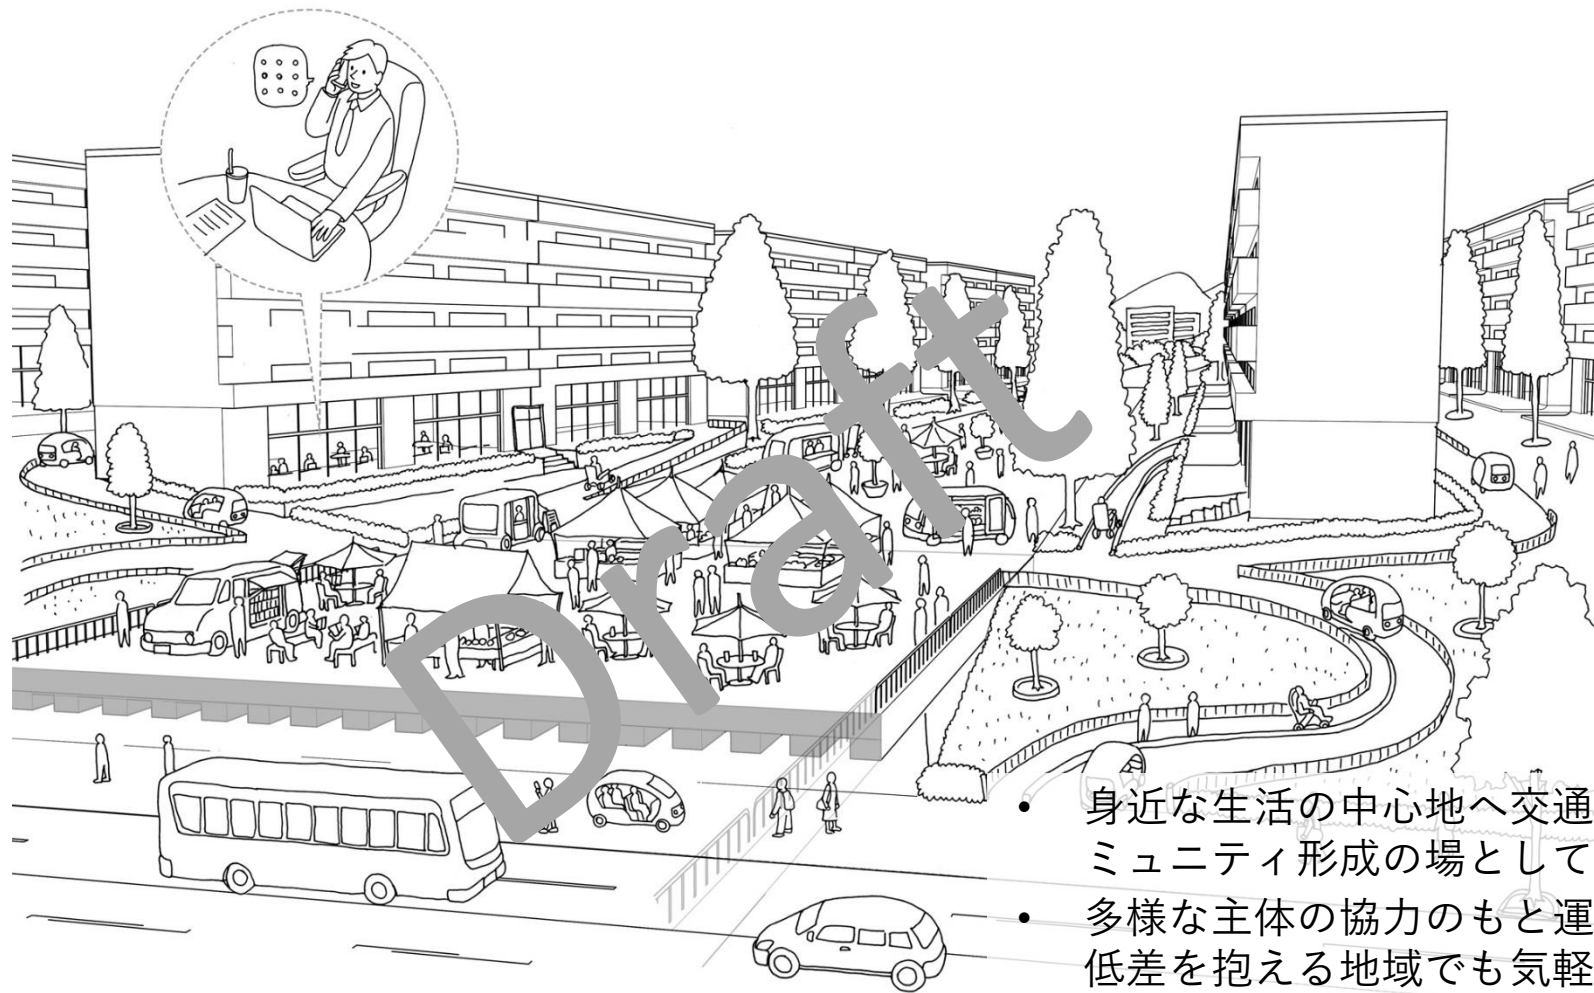 Draft
• 身近な生活の中心地へ交通
ミュニティ形成の場として
• 多様な主体の協力のもと運
低差を抱える地域でも気軽